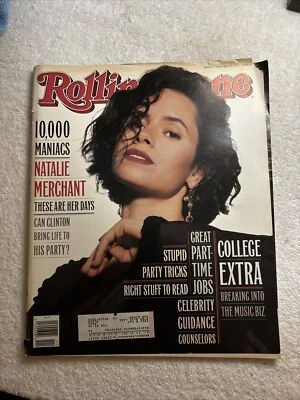 Rolling Stone
10,000
MANIACS
NATALIE
MERCHANT
THESE ARE HER DAYS
CAN CLINTON
BRING LIFE TO
HIS PARTY?
STUPID
PARTY TRICKS
RIGHT STUFF TO READ
GREAT
PART-
TIME
JOBS
CELEBRITY
GUIDANCE
COUNSELORS
COLLEGE
EXTRA
BREAKING INTO
THE MUSIC BIZ